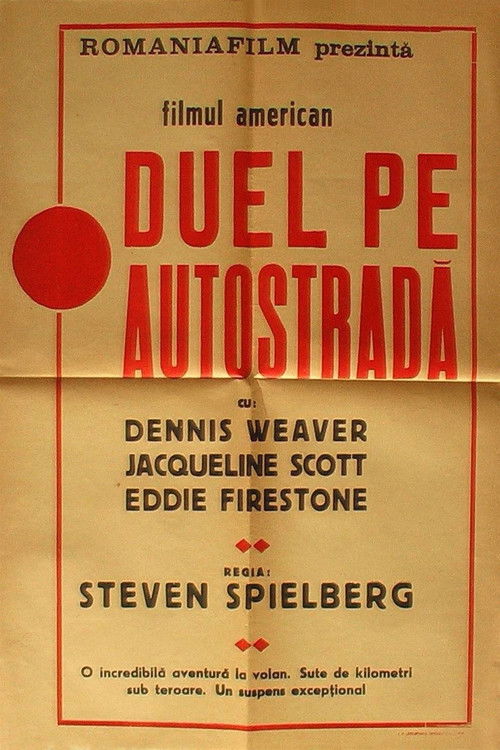 ROMANIAFILM prezintă
filmul american
DUEL PE
AUTOSTRADĂ
CU:
DENNIS WEAVER
JACQUELINE SCOTT
EDDIE FIRESTONE
REGIA:
STEVEN SPIELBERG
O incredibilă aventură la volan. Sute de kilometri
sub teroare. Un suspens excepțional